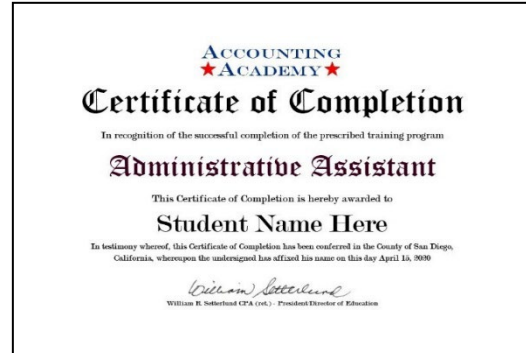 ACCOUNTING
★ACADEMY★
Certificate of Completion
In recognition of the successful completion of the prescribed training program
Administrative Assistant
This Certificate of Completion is hereby awarded to
Student Name Here
In testimony whereof, this Certificate of Completion has been conferred in the County of San Diego,
California, whereupon the undersigned has affixed his name on this day April 15, 2020
William Setterlund
William R. Setterlund CPA (ret.) - President/Director of Education